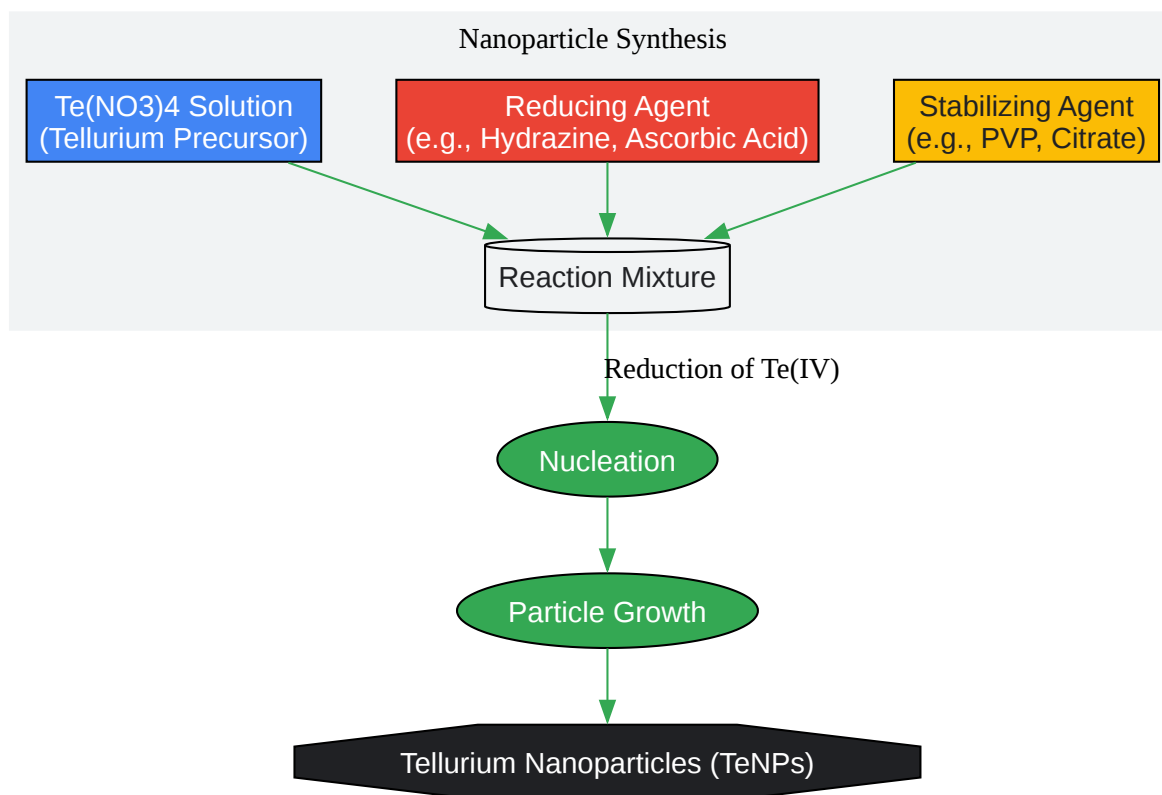 Nanoparticle Synthesis
Te(NO3)4 Solution
(Tellurium Precursor)
Reducing Agent
(e.g., Hydrazine, Ascorbic Acid)
Stabilizing Agent
(e.g., PVP, Citrate)
Reaction Mixture
Reduction of Te(IV)
Nucleation
Particle Growth
Tellurium Nanoparticles (TeNPs)